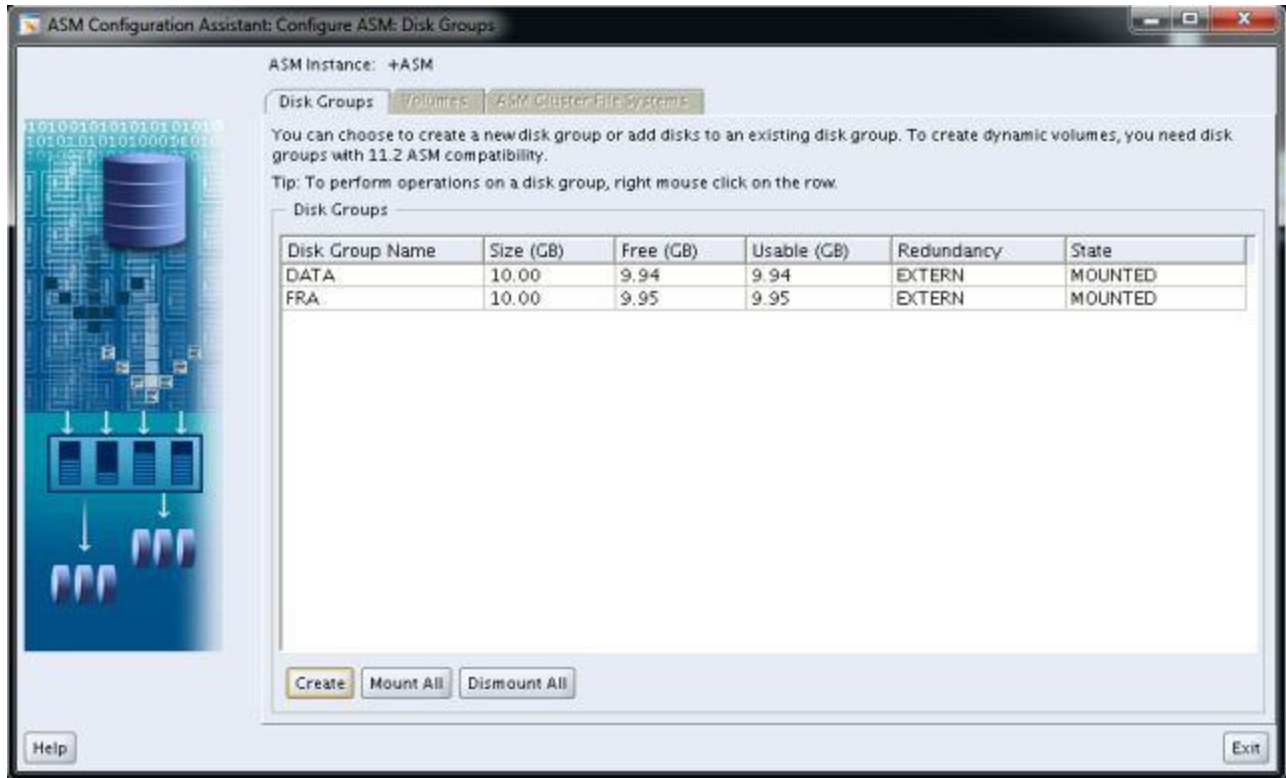 ASM Configuration Assistant: Configure ASM: Disk Groups
ASM Instance: +ASM
Disk Groups Volumes ASM Cluster File Systems
You can choose to create a new disk group or add disks to an existing disk group. To create dynamic volumes, you need disk
groups with 11.2 ASM compatibility.
Tip: To perform operations on a disk group, right mouse click on the row.
Disk Groups
Disk Group Name Size (GB) Free (GB) Usable (GB) Redundancy State
DATA 10.00 9.94 9.94 EXTERN MOUNTED
FRA 10.00 9.95 9.95 EXTERN MOUNTED
Create Mount All Dismount All
Help Exit